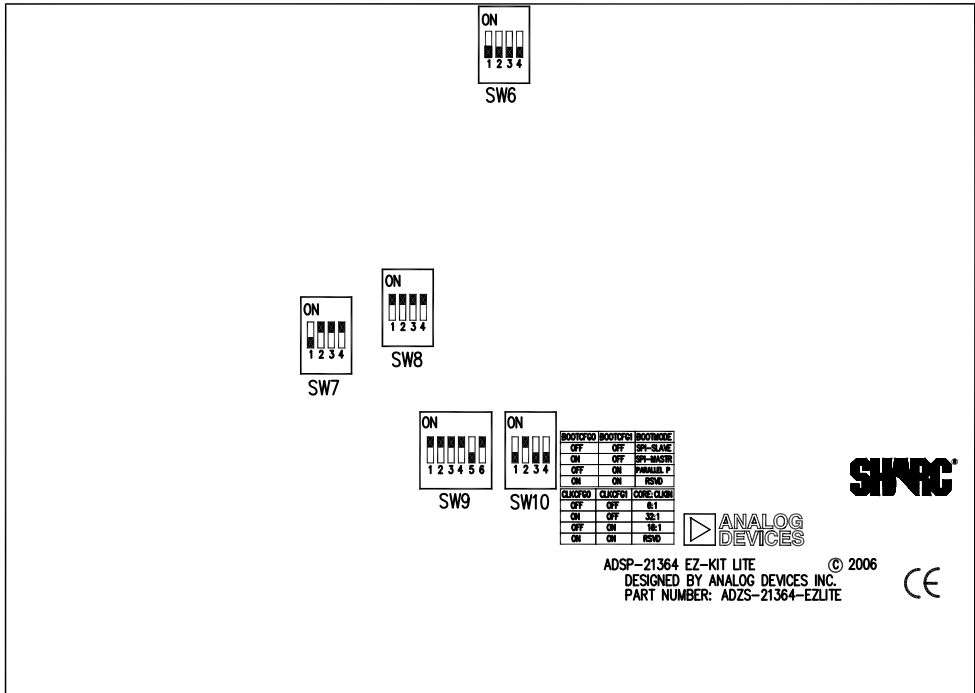 ON
1 2 3 4
SW6
ON
1 2 3 4
SW8
ON
1 2 3 4
SW7
ON
1 2 3 4 5 6
SW9
ON
1 2 3 4
SW10
BOOTCFG0 BOOTCFG1 BOOTMODE
OFF OFF SPI-SLAVE
ON OFF SPI-MASTR
OFF ON PARALLEL P
ON ON RSVD
CLKCFG0 CLKCFG1 CORE:CLKIN
OFF OFF 6:1
ON OFF 32:1
OFF ON 16:1
ON ON RSVD
SHARC®
ANALOG
DEVICES
ADSP-21364 EZ-KIT LITE © 2006
DESIGNED BY ANALOG DEVICES INC.
PART NUMBER: ADZS-21364-EZLITE
CE